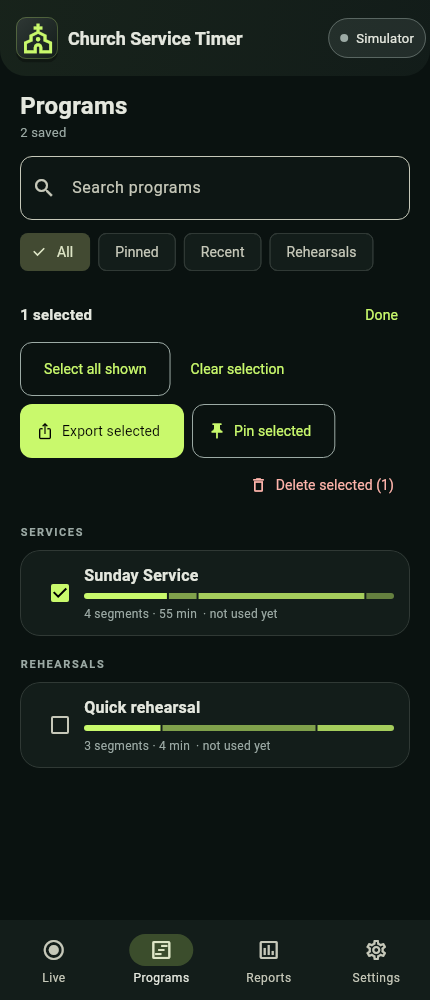 Church Service Timer
Simulator
Programs
2 saved
Search programs
All
Pinned
Recent
Rehearsals
1 selected
Done
Select all shown
Clear selection
Export selected
Pin selected
Delete selected (1)
SERVICES
Sunday Service
4 segments · 55 min · not used yet
REHEARSALS
Quick rehearsal
3 segments · 4 min · not used yet
Live
Programs
Reports
Settings